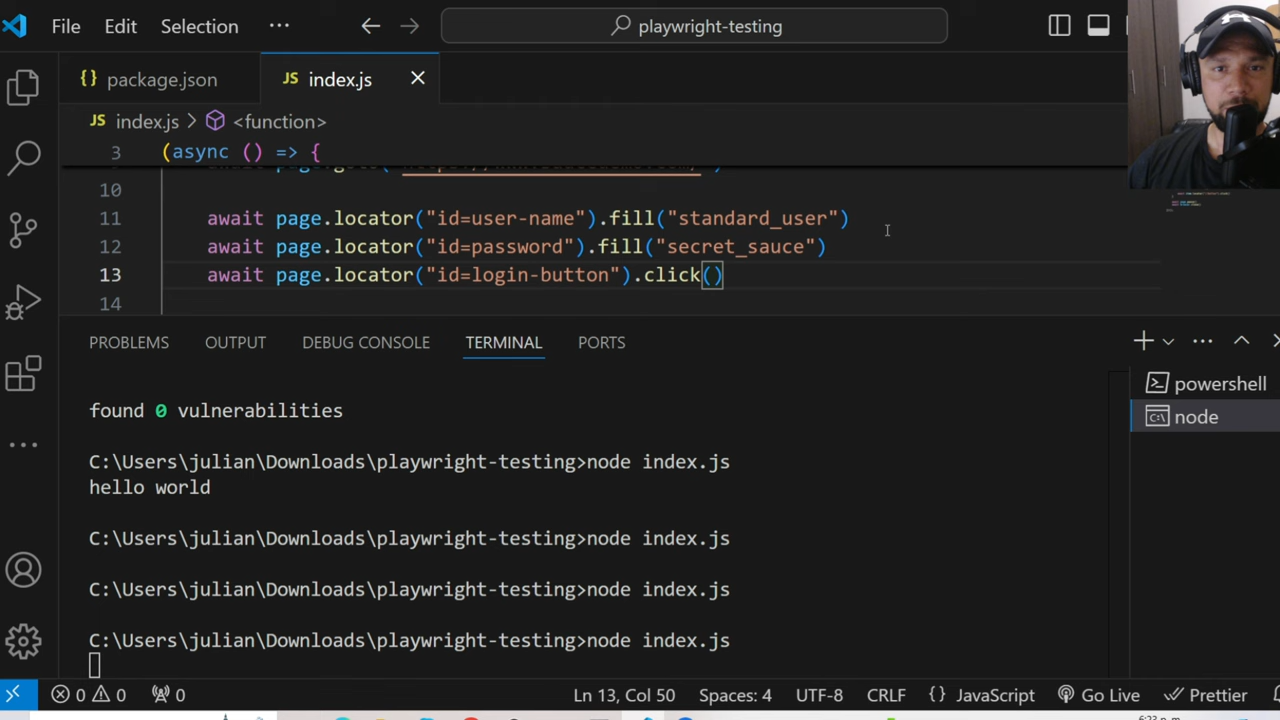 File Edit Selection ··· playwright-testing
package.json index.js
index.js > <function>
3 (async () => {
10
11 await page.locator("id=user-name").fill("standard_user")
12 await page.locator("id=password").fill("secret_sauce")
13 await page.locator("id=login-button").click()
14
PROBLEMS OUTPUT DEBUG CONSOLE TERMINAL PORTS
powershell
node
found 0 vulnerabilities
C:\Users\julian\Downloads\playwright-testing>node index.js
hello world
C:\Users\julian\Downloads\playwright-testing>node index.js
C:\Users\julian\Downloads\playwright-testing>node index.js
C:\Users\julian\Downloads\playwright-testing>node index.js
0 0 0 Ln 13, Col 50 Spaces: 4 UTF-8 CRLF {} JavaScript Go Live Prettier